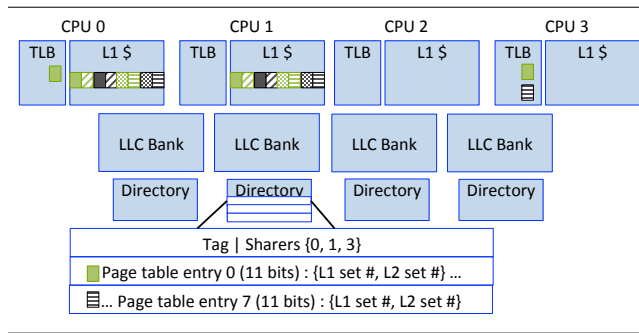 CPU 0 CPU 1 CPU 2 CPU 3
TLB L1 $ TLB L1 $ TLB L1 $ TLB L1 $
LLC Bank LLC Bank LLC Bank LLC Bank
Directory Directory Directory Directory
Tag | Sharers {0, 1, 3}
Page table entry 0 (11 bits) : {L1 set #, L2 set #} ...
... Page table entry 7 (11 bits) : {L1 set #, L2 set #}